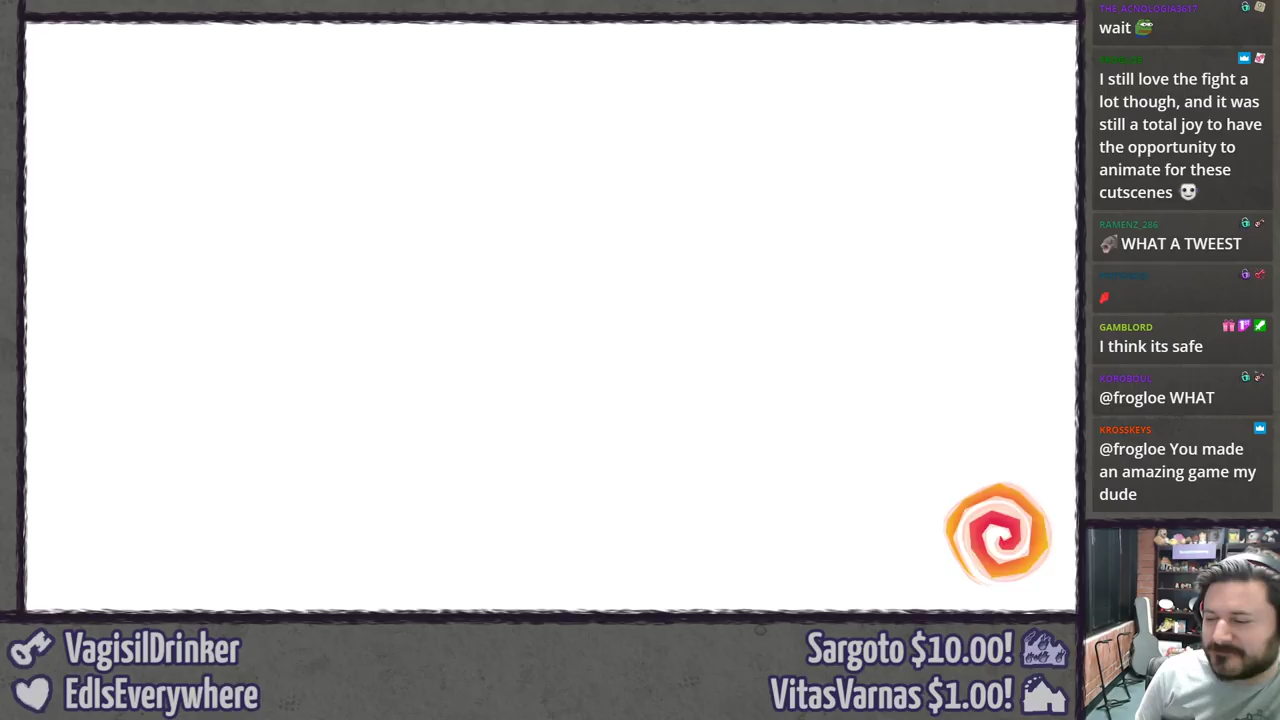 THE_ACNOLOGIA3617
wait
FROGLOE
I still love the fight a
lot though, and it was
still a total joy to have
the opportunity to
animate for these
cutscenes
RAMENZ_286
WHAT A TWEEST
GAMBLORD
I think its safe
KOROBOUL
@frogloe WHAT
KROSSKEYS
@frogloe You made
an amazing game my
dude
VagisilDrinker
EdIsEverywhere
Sargoto $10.00!
VitasVarnas $1.00!